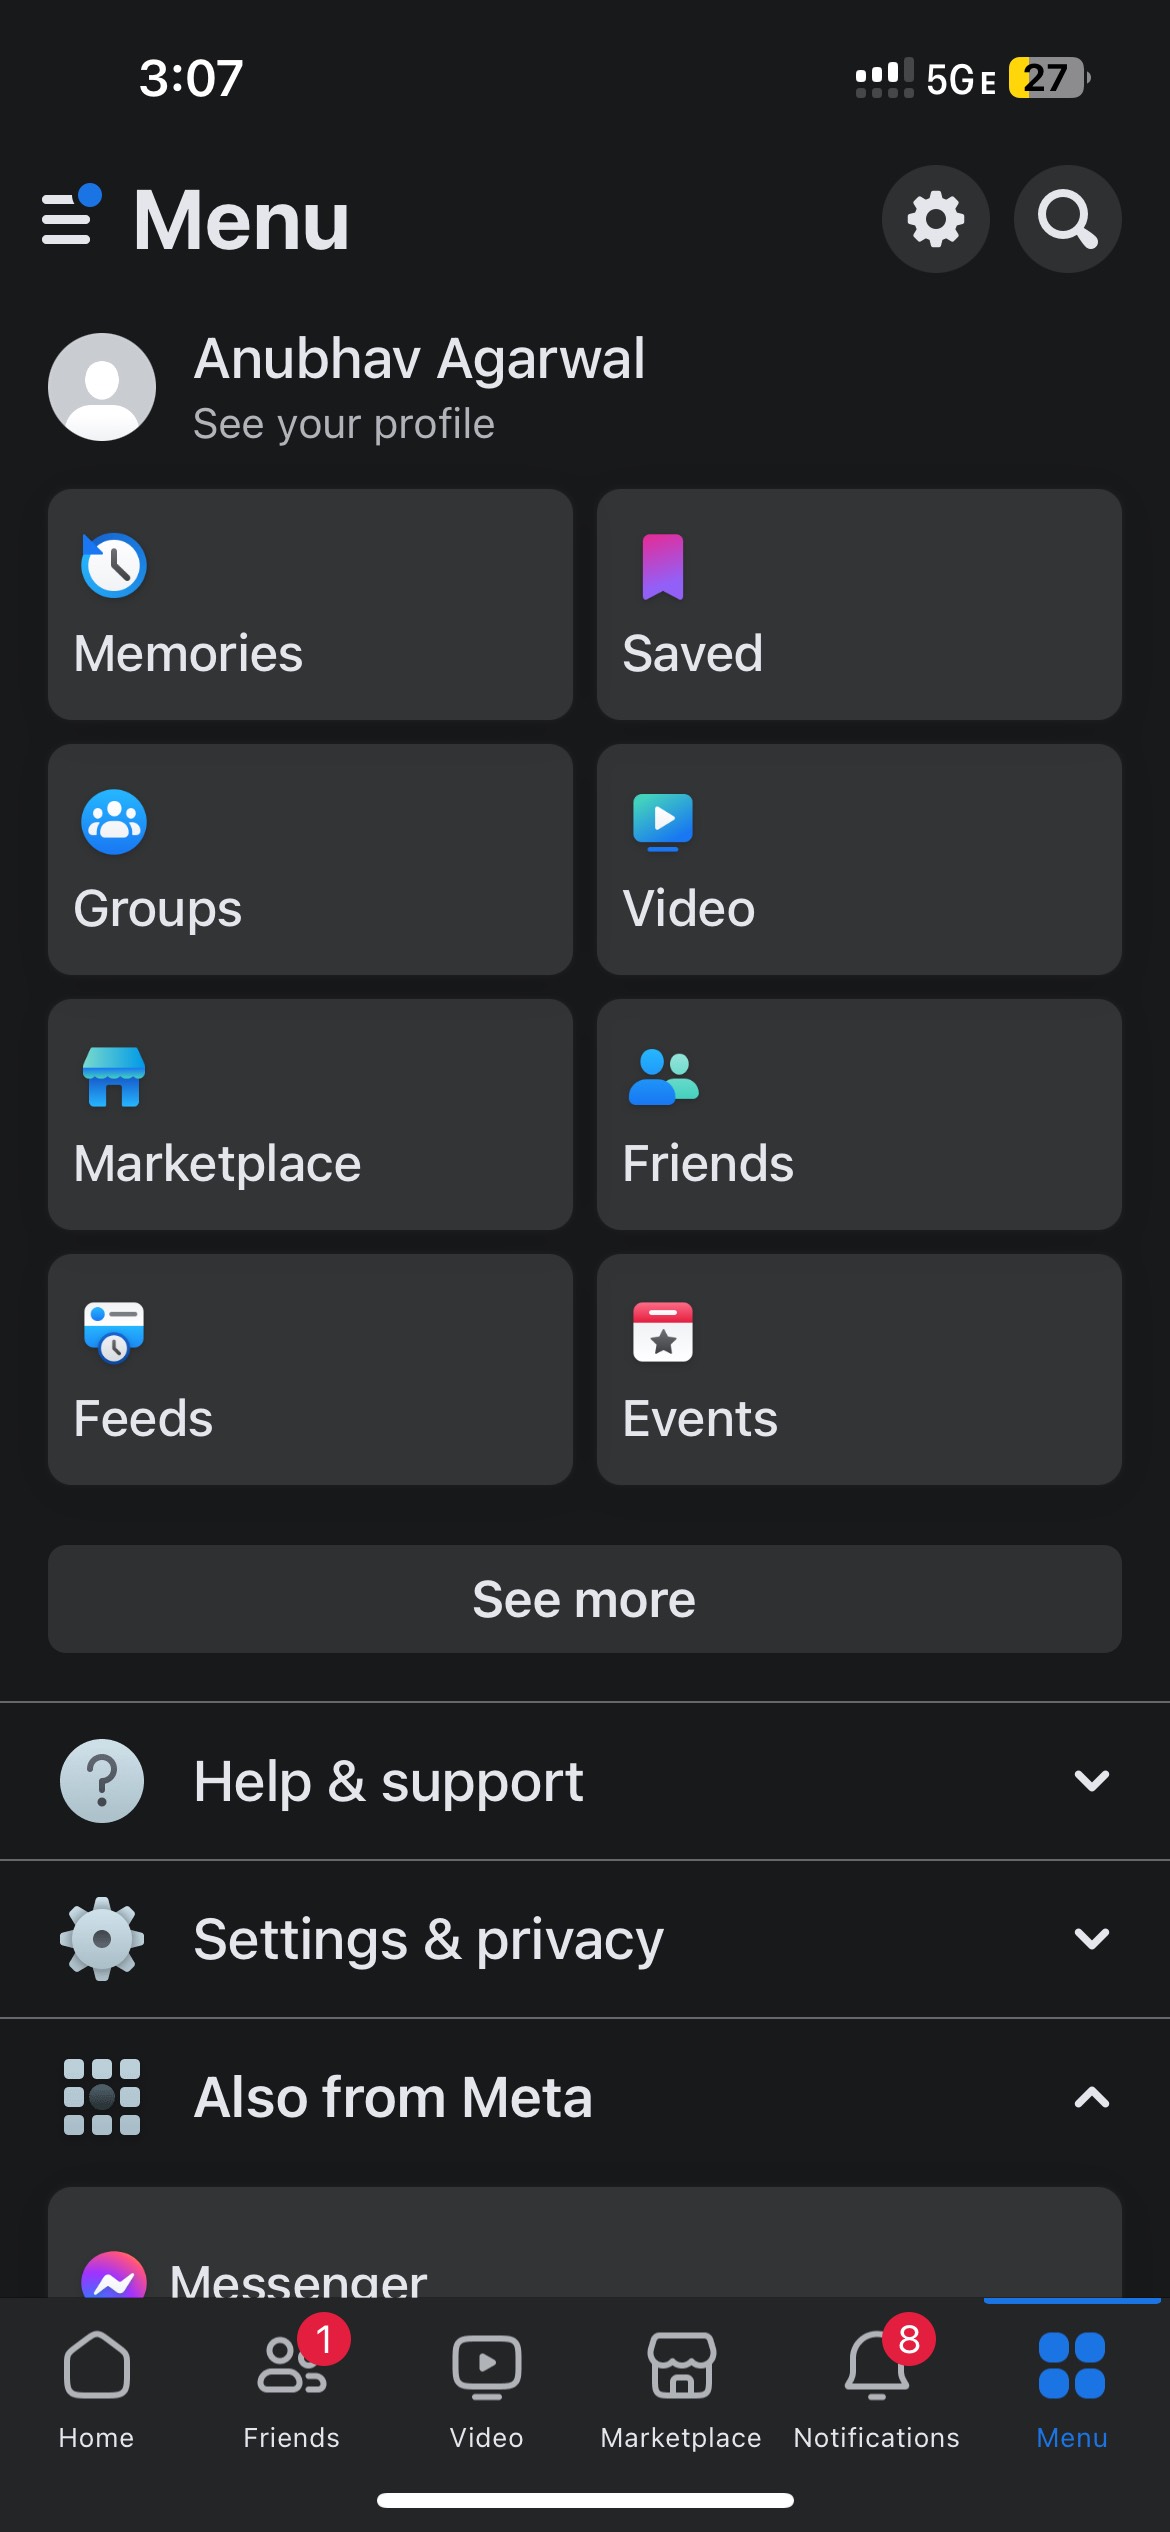 3:07
5G E 27
Menu
Anubhav Agarwal
See your profile
Memories
Saved
Groups
Video
Marketplace
Friends
Feeds
Events
See more
Help & support
Settings & privacy
Also from Meta
Messenger
1
8
Home
Friends
Video
Marketplace
Notifications
Menu